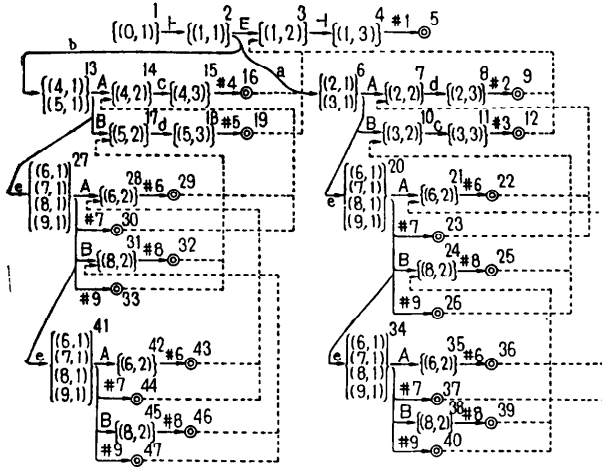 1 2 3 4 5
{(0,1)} ⊢ {(1,1)} E {(1,2)} ⊣ {(1,3)} #1
b a
13 14 15 16 6 7 8 9
{(4,1) (5,1)} A {(4,2)} c {(4,3)} #4 {(2,1) (3,1)} A {(2,2)} d {(2,3)} #2
17 18 19 10 11 12
B {(5,2)} d {(5,3)} #5 B {(3,2)} c {(3,3)} #3
27 20
e {(6,1) (7,1) (8,1) (9,1)} e {(6,1) (7,1) (8,1) (9,1)}
28 29 21 22
A {(6,2)} #6 A {(6,2)} #6
#7 30 #7 23
31 32 24 25
B {(8,2)} #8 B {(8,2)} #8
#9 33 #9 26
41 34
e {(6,1) (7,1) (8,1) (9,1)} e {(6,1) (7,1) (8,1) (9,1)}
42 43 35 36
A {(6,2)} #6 A {(6,2)} #6
#7 44 #7 37
45 46 38 39
B {(8,2)} #8 B {(8,2)} #8
#9 47 #9 40